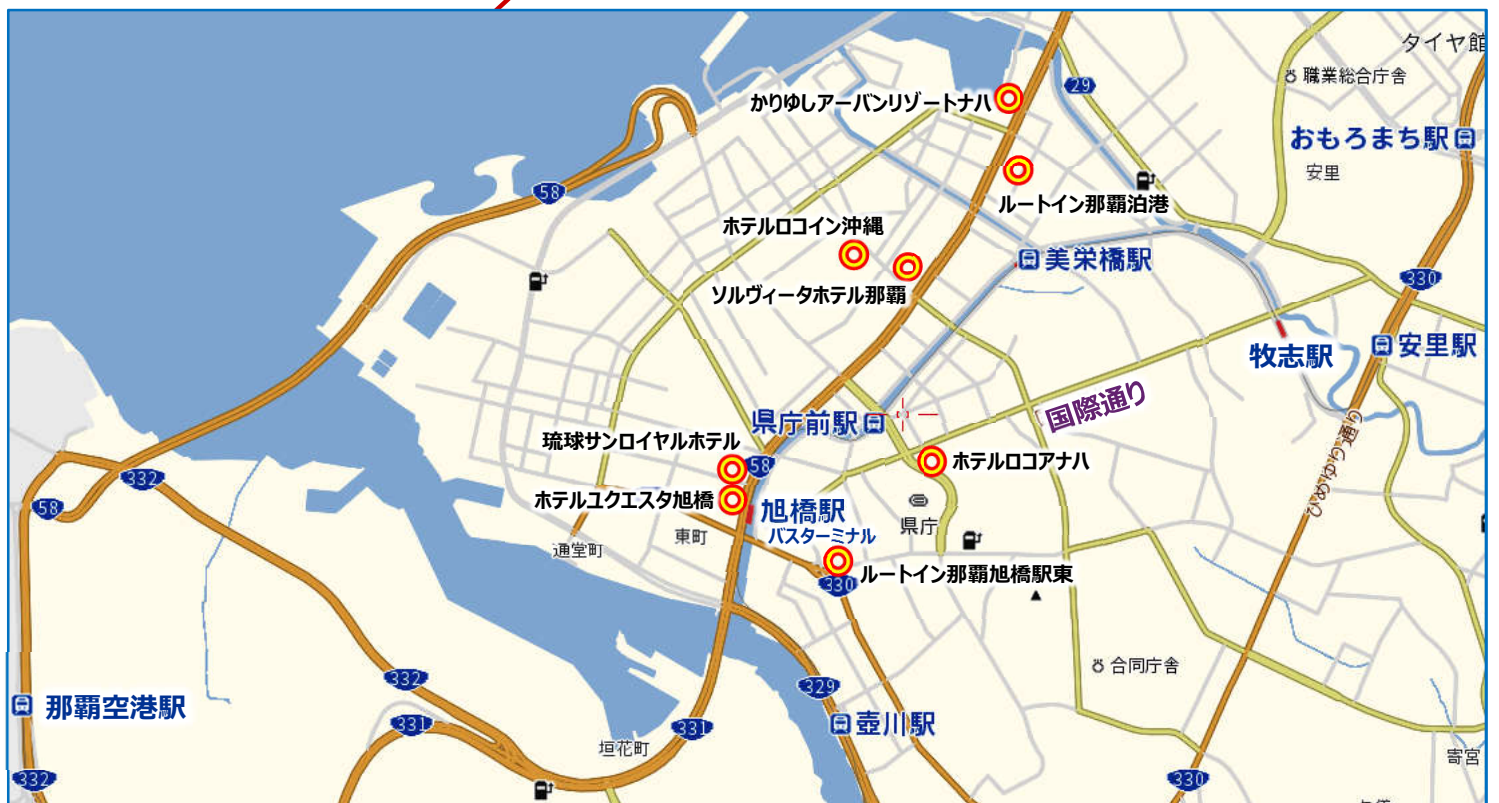 タイヤ館
職業総合庁舎
29
かりゆしアーバンリゾートナハ
おもろまち駅
安里
58
ルートイン那覇泊港
ホテルロコイン沖縄
美栄橋駅
330
ソルヴィータホテル那覇
牧志駅
安里駅
国際通り
県庁前駅
ひめゆり通り
琉球サンロイヤルホテル
58
ホテルロコアナハ
332
ホテルユクエスタ旭橋
58
旭橋駅
県庁
バスターミナル
東町
通堂町
330
ルートイン那覇旭橋駅東
合同庁舎
332
329
那覇空港駅
331
331
壺川駅
垣花町
寄宮
332
330